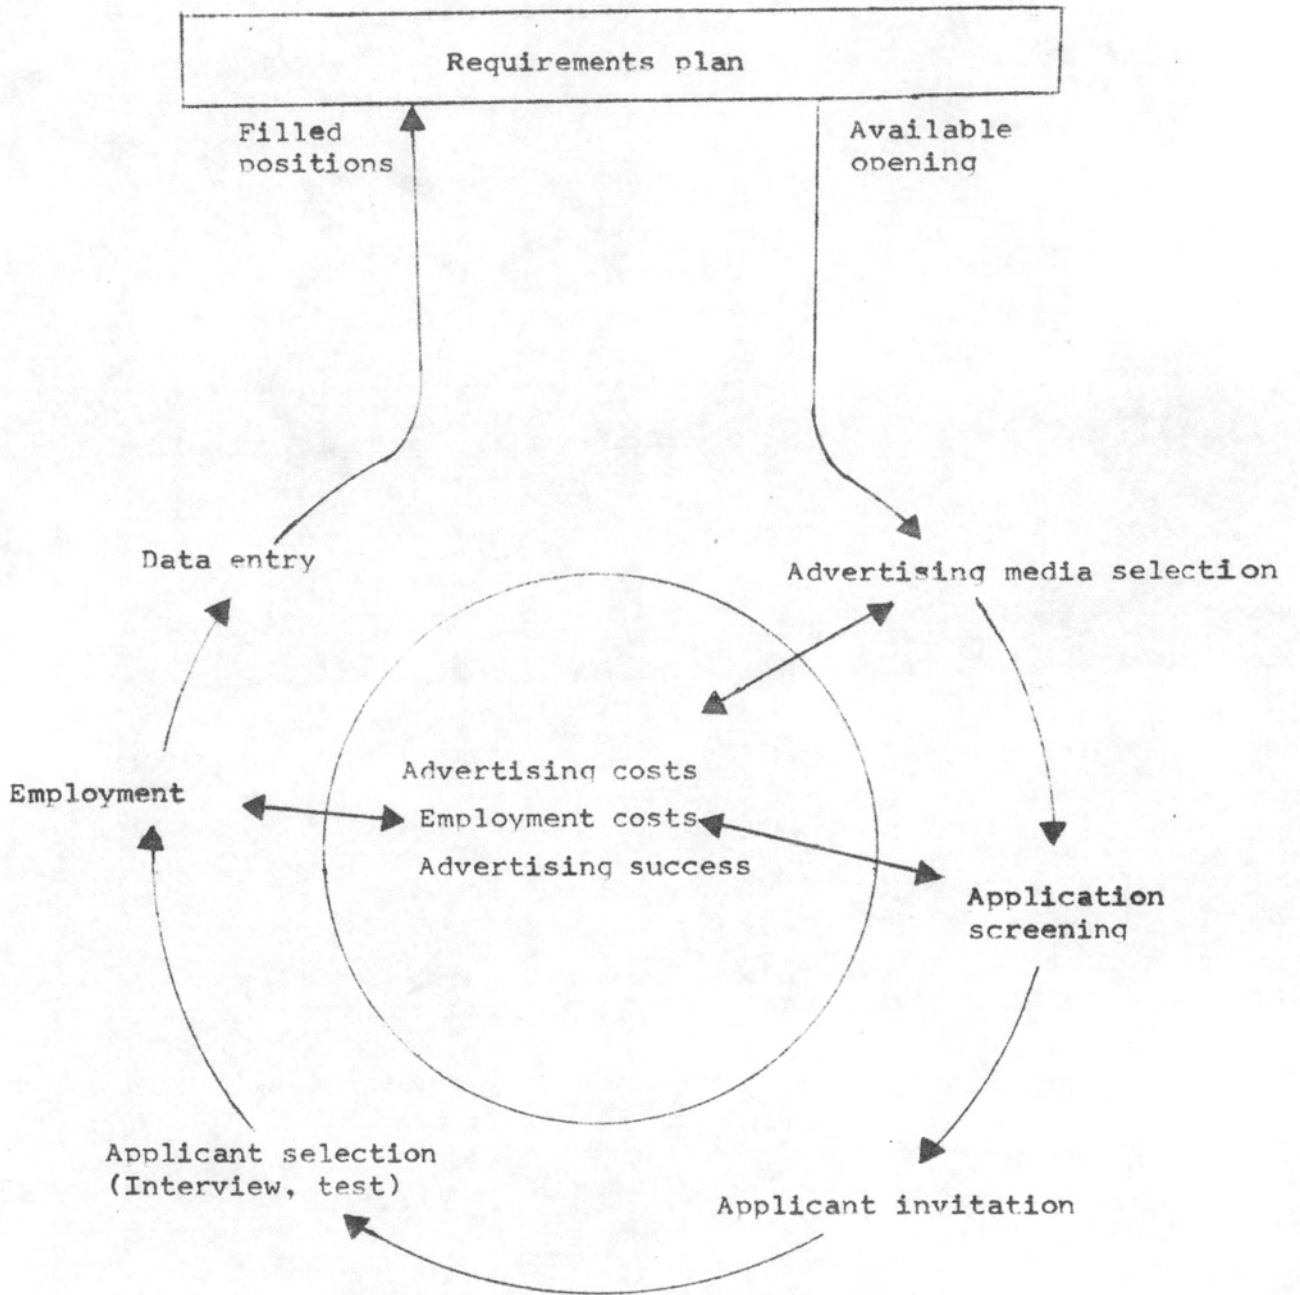 Requirements plan
Filled
positions
Available
opening
Data entry
Advertising media selection
Advertising costs
Employment
Employment costs
Advertising success
Application
screening
Applicant selection
(Interview, test)
Applicant invitation